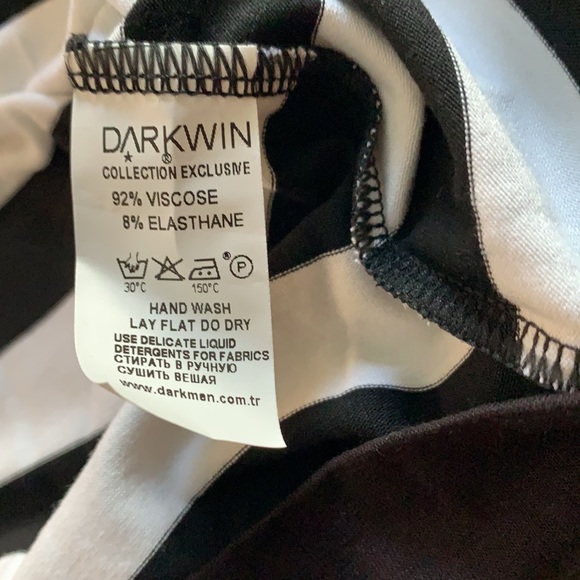 DARKWIN
®
COLLECTION EXCLUSIVE
92% VISCOSE
8% ELASTHANE
30°C 150°C P
HAND WASH
LAY FLAT DO DRY
USE DELICATE LIQUID
DETERGENTS FOR FABRICS
СТИРАТЬ В РУЧНУЮ
СУШИТЬ ВЕШАЯ
www.darkmen.com.tr